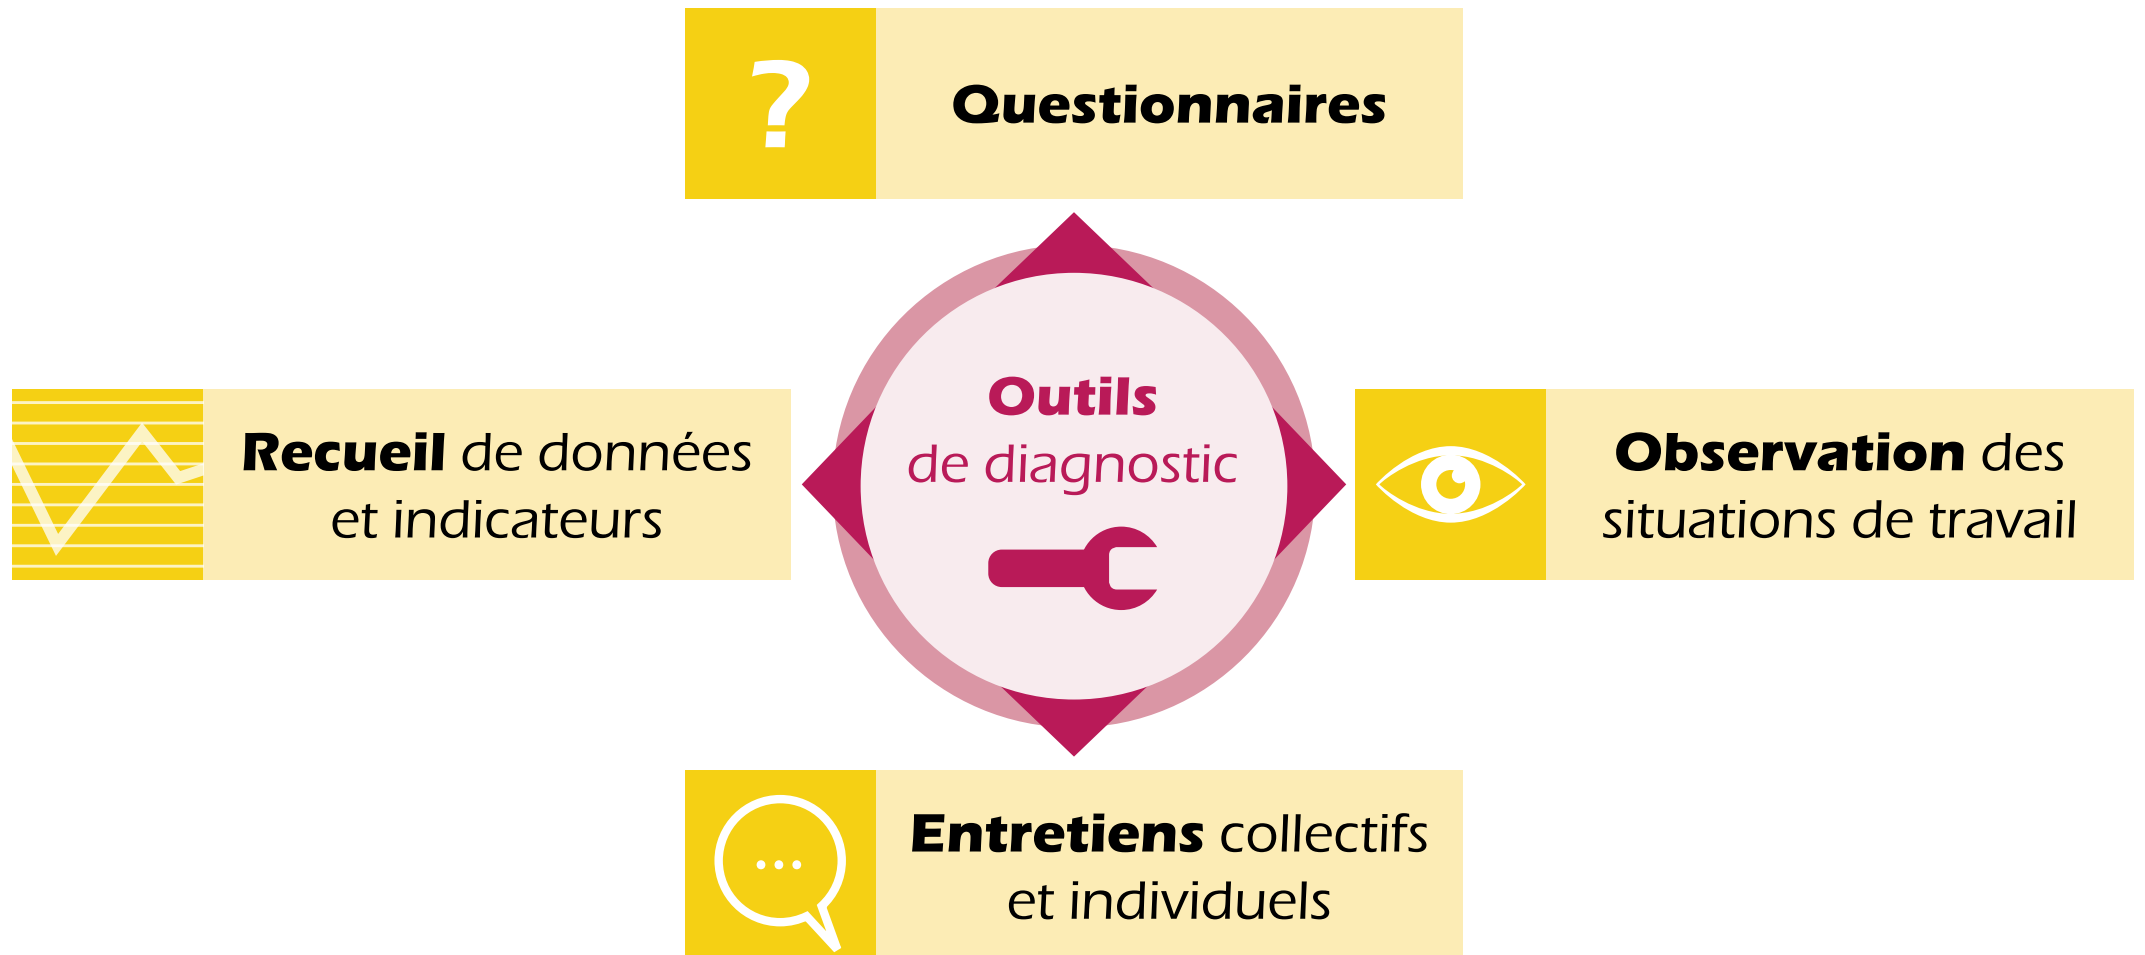 ?
Questionnaires
Recueil de données
et indicateurs
Outils
de diagnostic
Observation des
situations de travail
...
Entretiens collectifs
et individuels